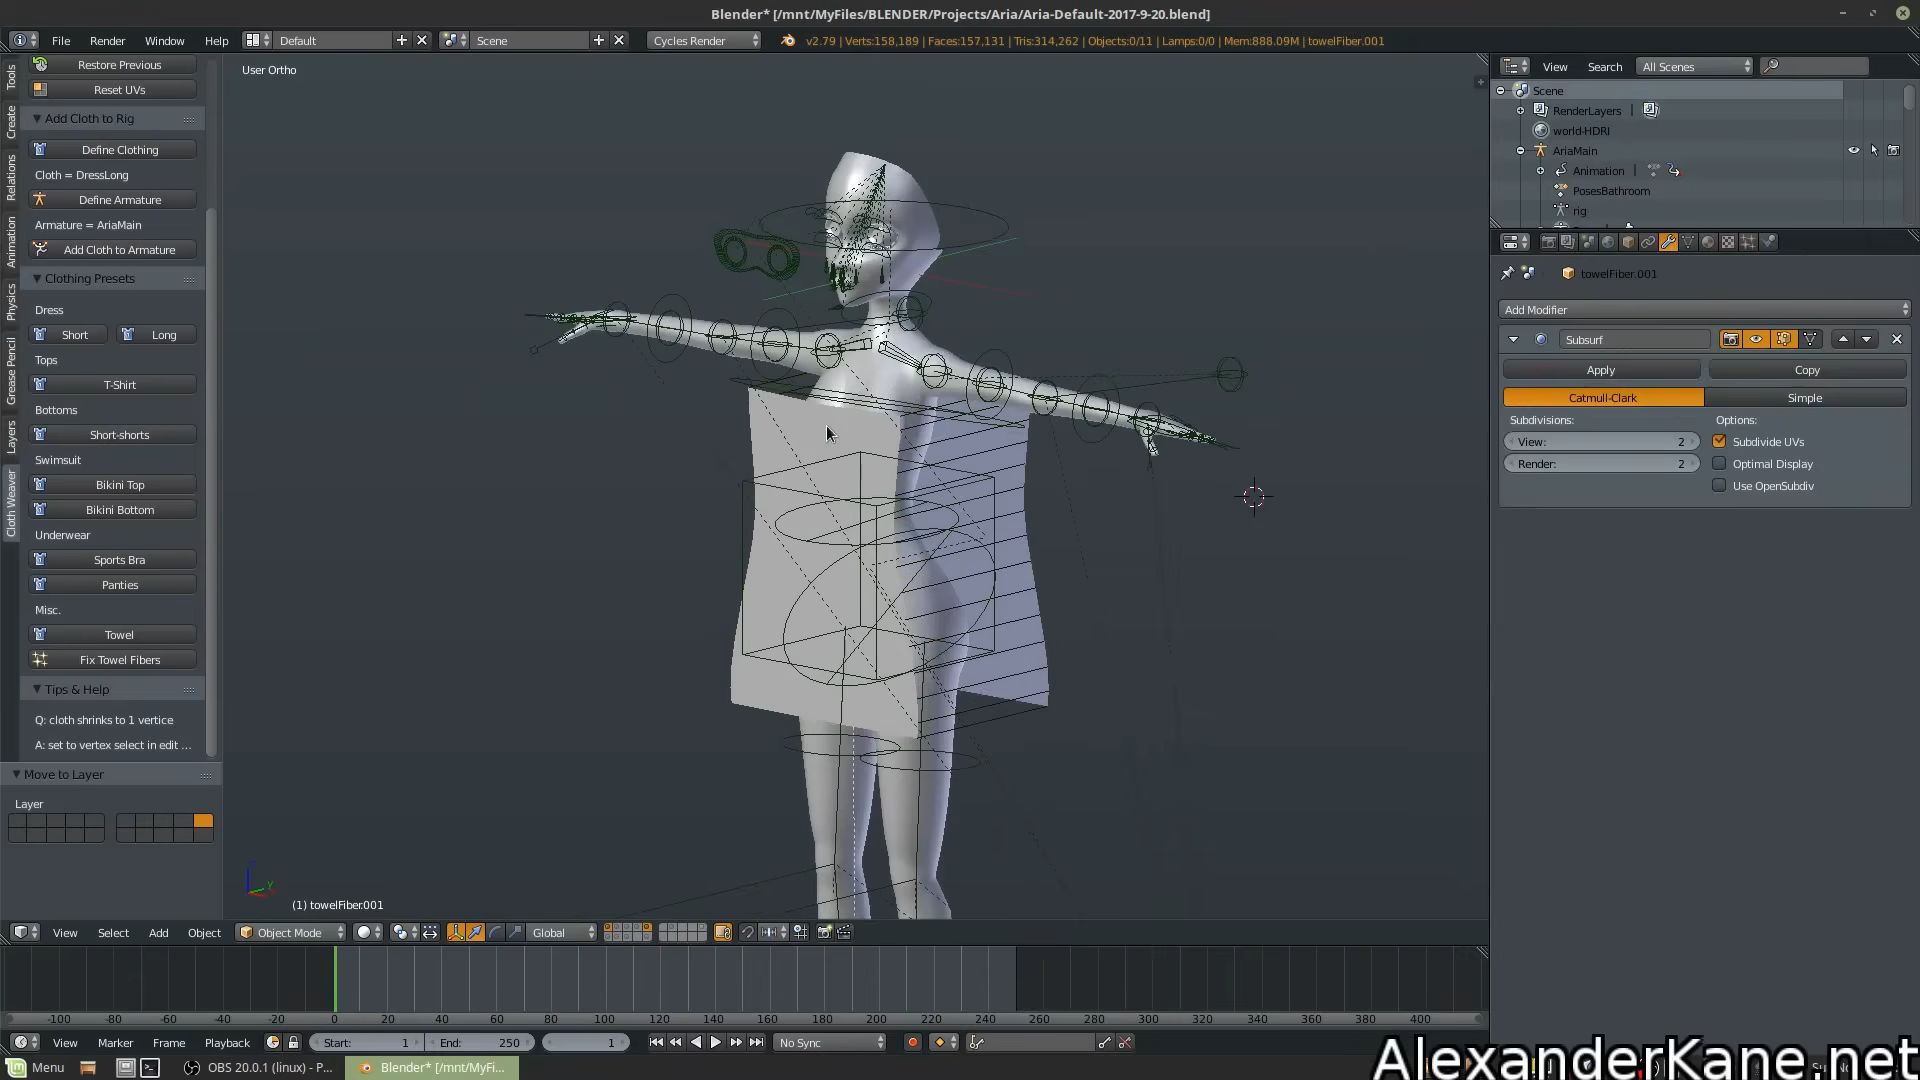 Blender* [/mnt/MyFiles/BLENDER/Projects/Aria/Aria-Default-2017-9-20.blend]
File Render Window Help Default Scene Cycles Render v2.79 | Verts:158,189 | Faces:157,131 | Tris:314,262 | Objects:0/11 | Lamps:0/0 | Mem:888.09M | towelFiber.001
Tools
Create
Relations
Animation
Physics
Grease Pencil
Layers
Cloth Weaver
Restore Previous
Reset UVs
Add Cloth to Rig
Define Clothing
Cloth = DressLong
Define Armature
Armature = AriaMain
Add Cloth to Armature
Clothing Presets
Dress
Short Long
Tops
T-Shirt
Bottoms
Short-shorts
Swimsuit
Bikini Top
Bikini Bottom
Underwear
Sports Bra
Panties
Misc.
Towel
Fix Towel Fibers
Tips & Help
Q: cloth shrinks to 1 vertice
A: set to vertex select in edit ...
Move to Layer
Layer
User Ortho
(1) towelFiber.001
View Select Add Object Object Mode Global
View Search All Scenes
Scene
RenderLayers |
world-HDRI
AriaMain
Animation |
PosesBathroom
rig
towelFiber.001
Add Modifier
Subsurf
Apply Copy
Catmull-Clark Simple
Subdivisions: Options:
View: 2 Subdivide UVs
Render: 2 Optimal Display
Use OpenSubdiv
-100 -80 -60 -40 -20 0 20 40 60 80 100 120 140 160 180 200 220 240 260 280 300 320 340 360 380 400
View Marker Frame Playback Start: 1 End: 250 1 No Sync
Menu OBS 20.0.1 (linux) - P... Blender* [/mnt/MyFi...
AlexanderKane.net